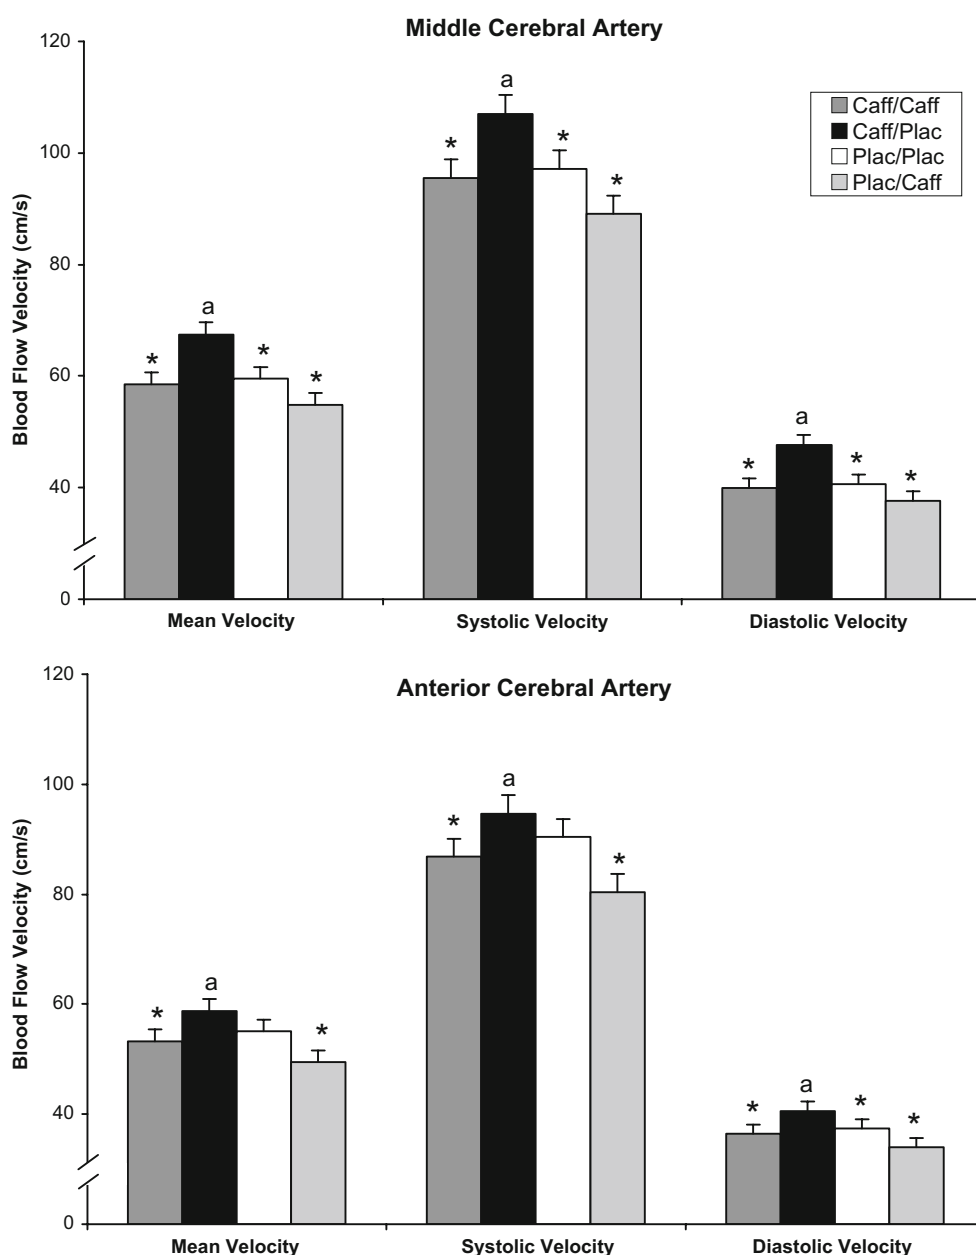 Middle Cerebral Artery
120
100
80
60
40
0
Blood Flow Velocity (cm/s)
a
*
*
*
a
*
*
*
a
*
*
*
Caff/Caff
Caff/Plac
Plac/Plac
Plac/Caff
Mean Velocity
Systolic Velocity
Diastolic Velocity
Anterior Cerebral Artery
120
100
80
60
40
0
Blood Flow Velocity (cm/s)
*
a
*
*
a
*
*
a
*
*
Mean Velocity
Systolic Velocity
Diastolic Velocity